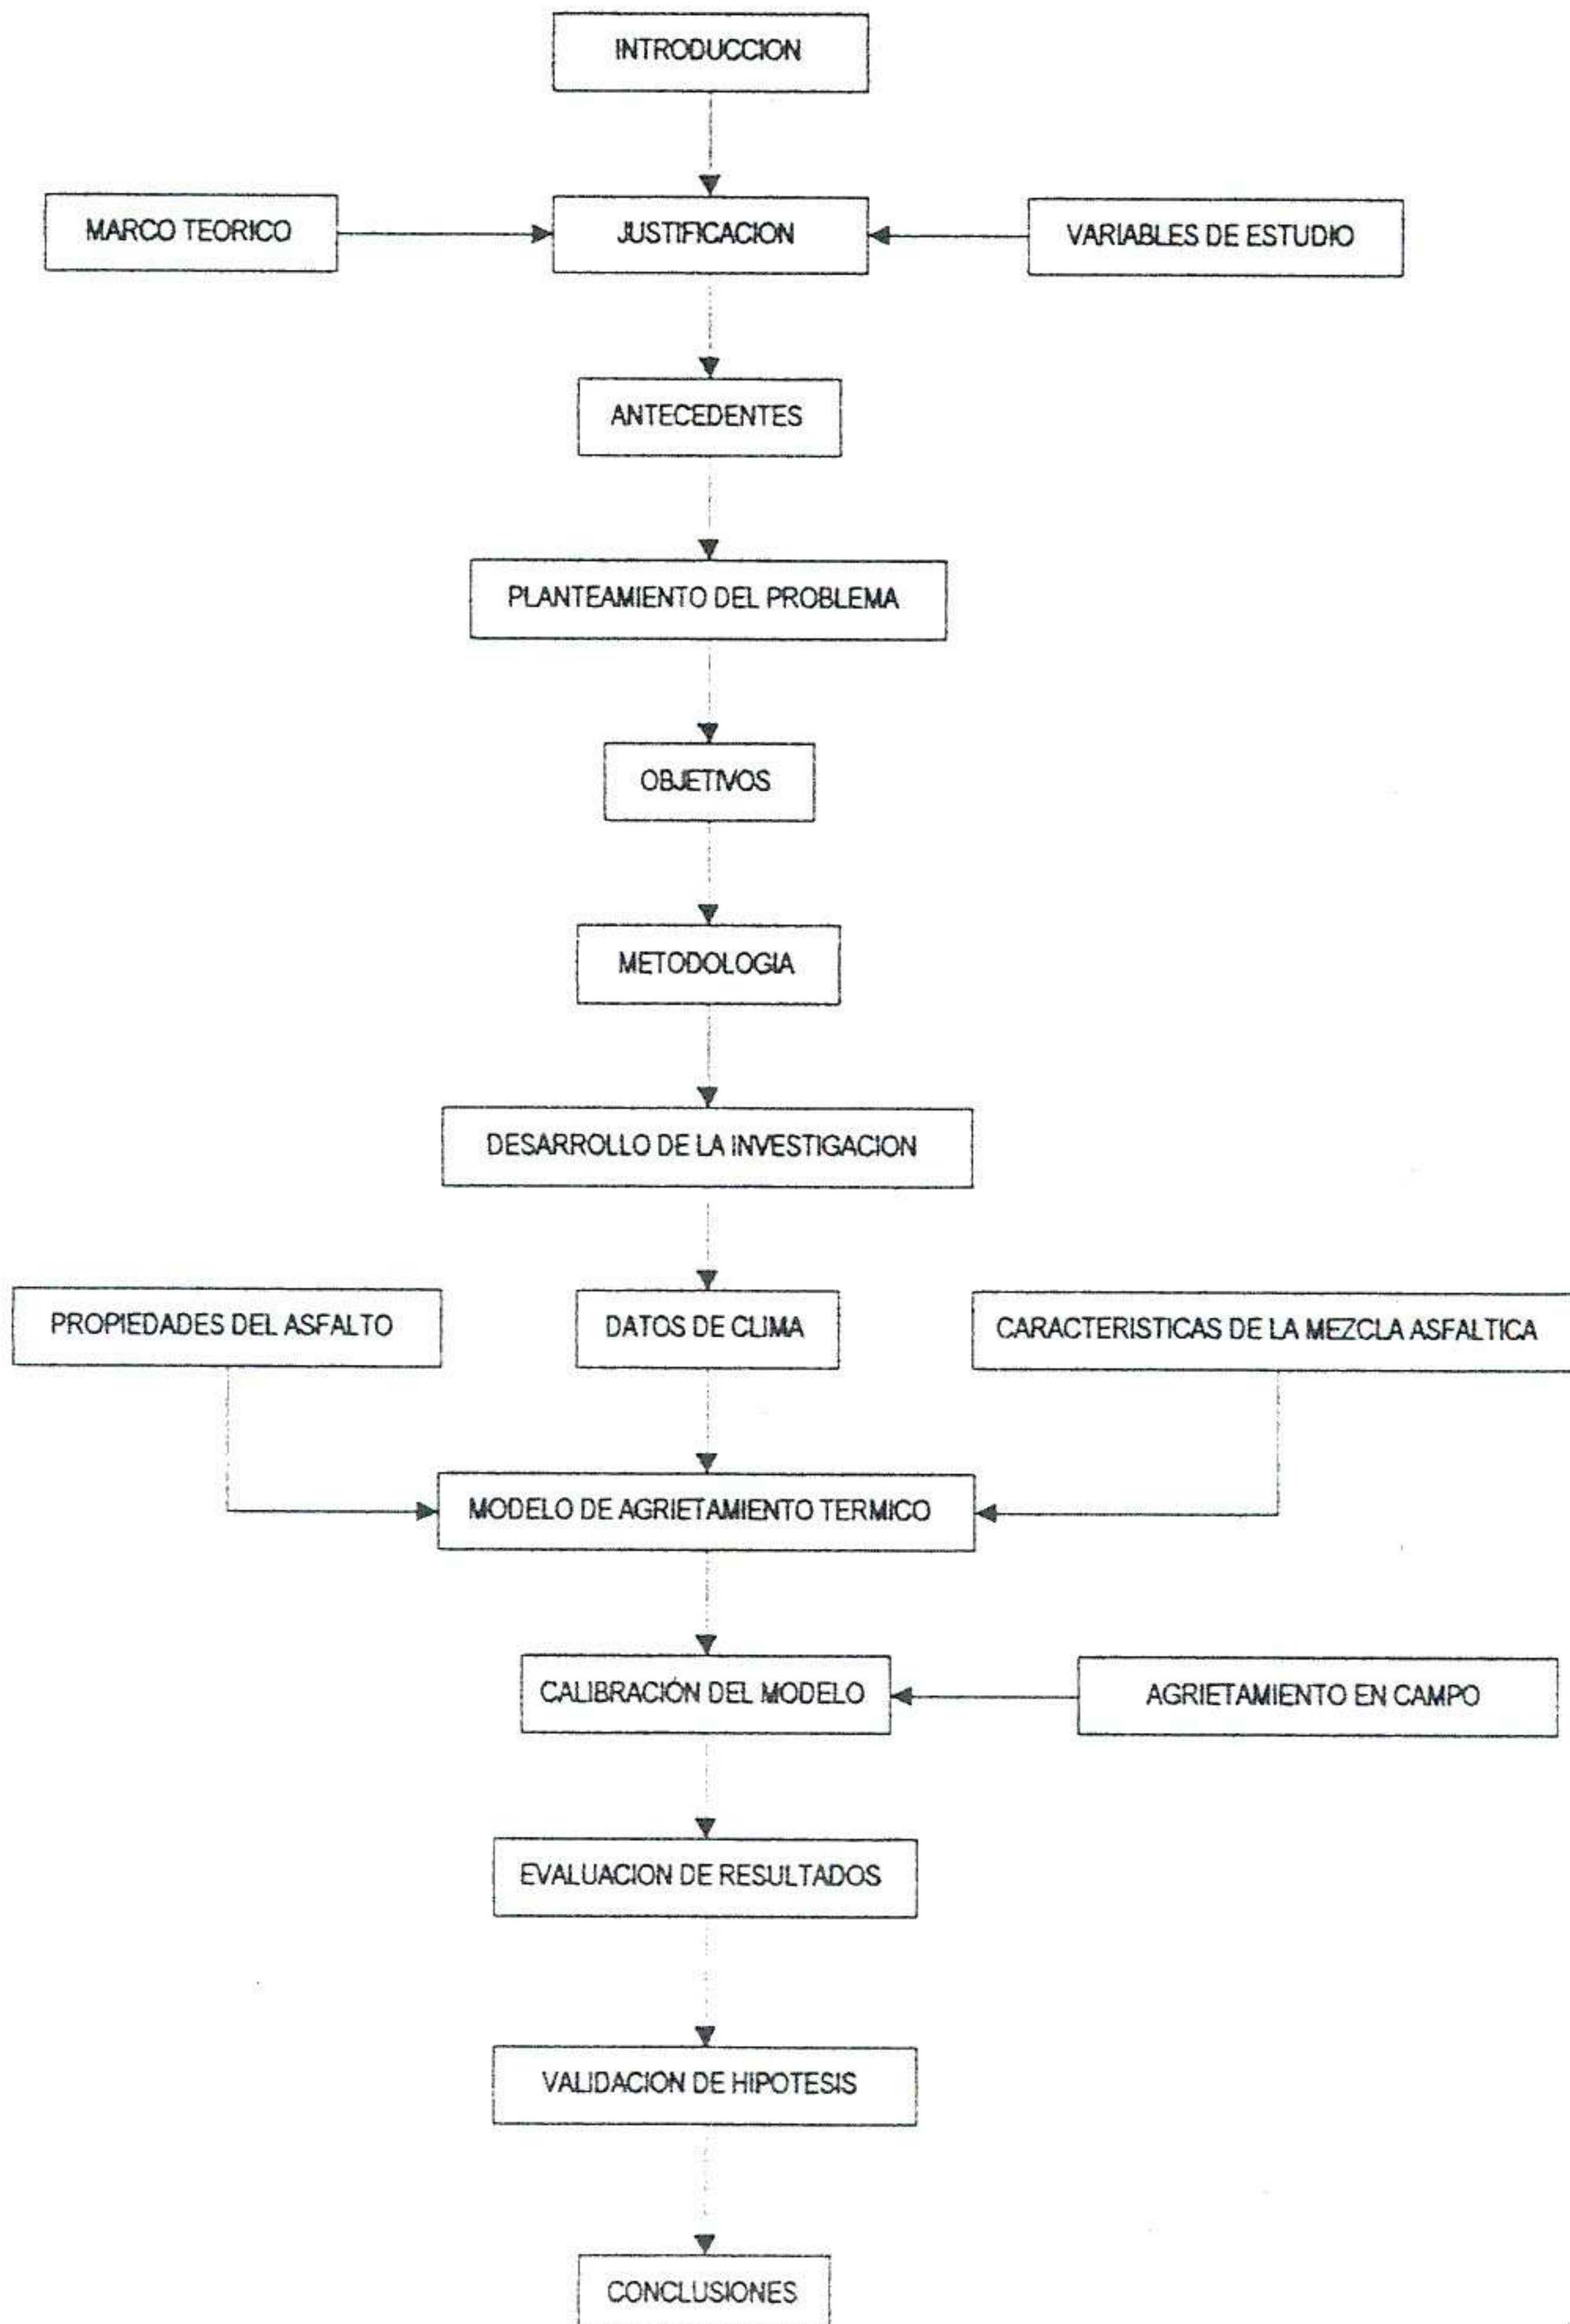 INTRODUCCION
MARCO TEORICO
JUSTIFICACION
VARIABLES DE ESTUDIO
ANTECEDENTES
PLANTEAMIENTO DEL PROBLEMA
OBJETIVOS
METODOLOGIA
DESARROLLO DE LA INVESTIGACION
PROPIEDADES DEL ASFALTO
DATOS DE CLIMA
CARACTERISTICAS DE LA MEZCLA ASFALTICA
MODELO DE AGRIETAMIENTO TERMICO
CALIBRACIÓN DEL MODELO
AGRIETAMIENTO EN CAMPO
EVALUACION DE RESULTADOS
VALIDACION DE HIPOTESIS
CONCLUSIONES